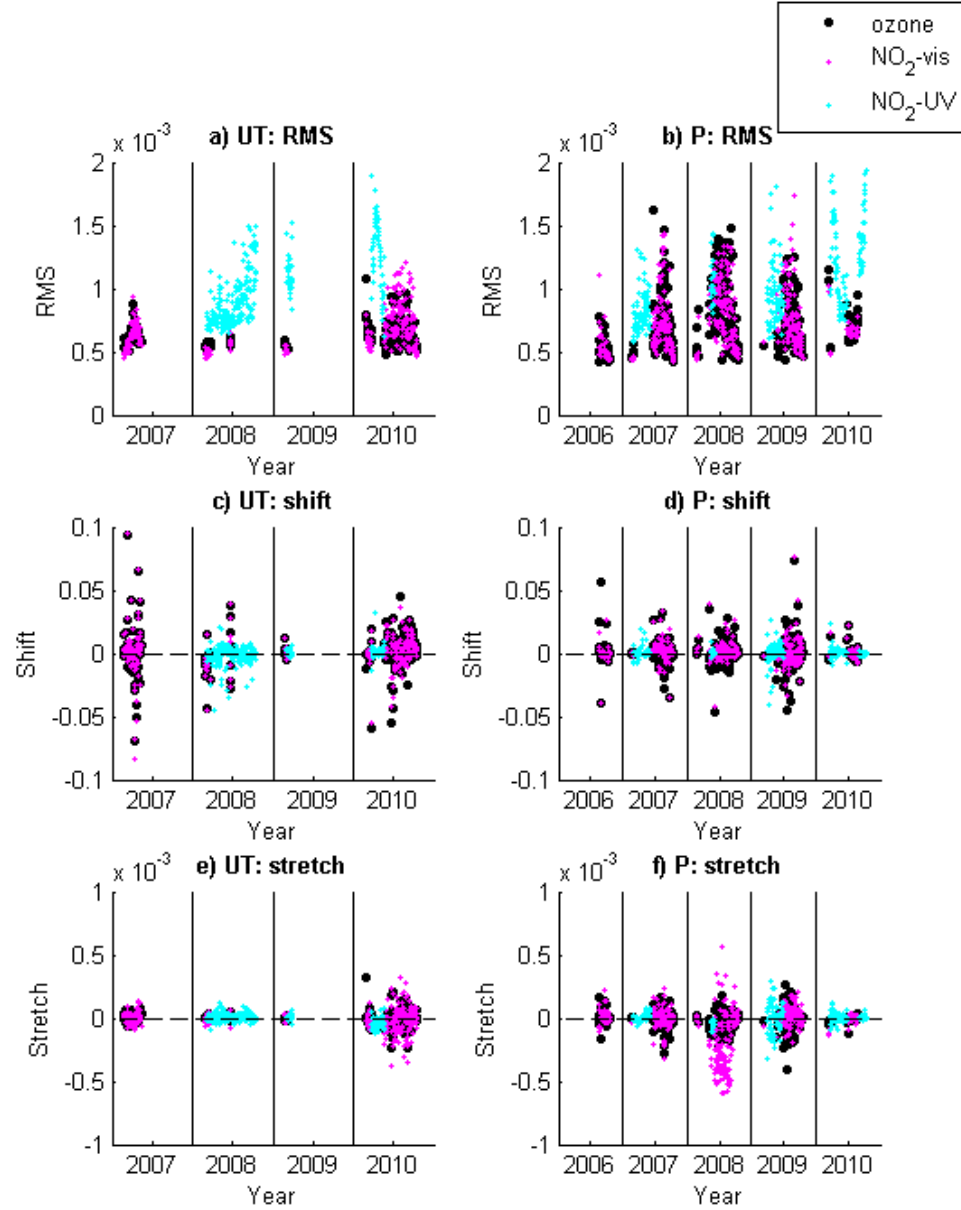 ozone
NO2-vis
NO2-UV
x 10-3
a) UT: RMS
2
1.5
1
0.5
0
RMS
2007 2008 2009 2010
Year
x 10-3
b) P: RMS
2
1.5
1
0.5
0
RMS
2006 2007 2008 2009 2010
Year
c) UT: shift
0.1
0.05
0
-0.05
-0.1
Shift
2007 2008 2009 2010
Year
d) P: shift
0.1
0.05
0
-0.05
-0.1
Shift
2006 2007 2008 2009 2010
Year
x 10-3
e) UT: stretch
1
0.5
0
-0.5
-1
Stretch
2007 2008 2009 2010
Year
x 10-3
f) P: stretch
1
0.5
0
-0.5
-1
Stretch
2006 2007 2008 2009 2010
Year